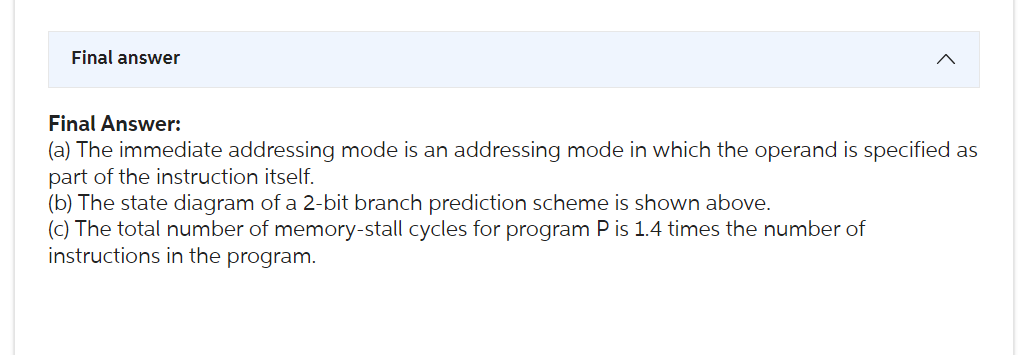 Final answer
Final Answer:
(a) The immediate addressing mode is an addressing mode in which the operand is specified as
part of the instruction itself.
(b) The state diagram of a 2-bit branch prediction scheme is shown above.
(c) The total number of memory-stall cycles for program P is 1.4 times the number of
instructions in the program.